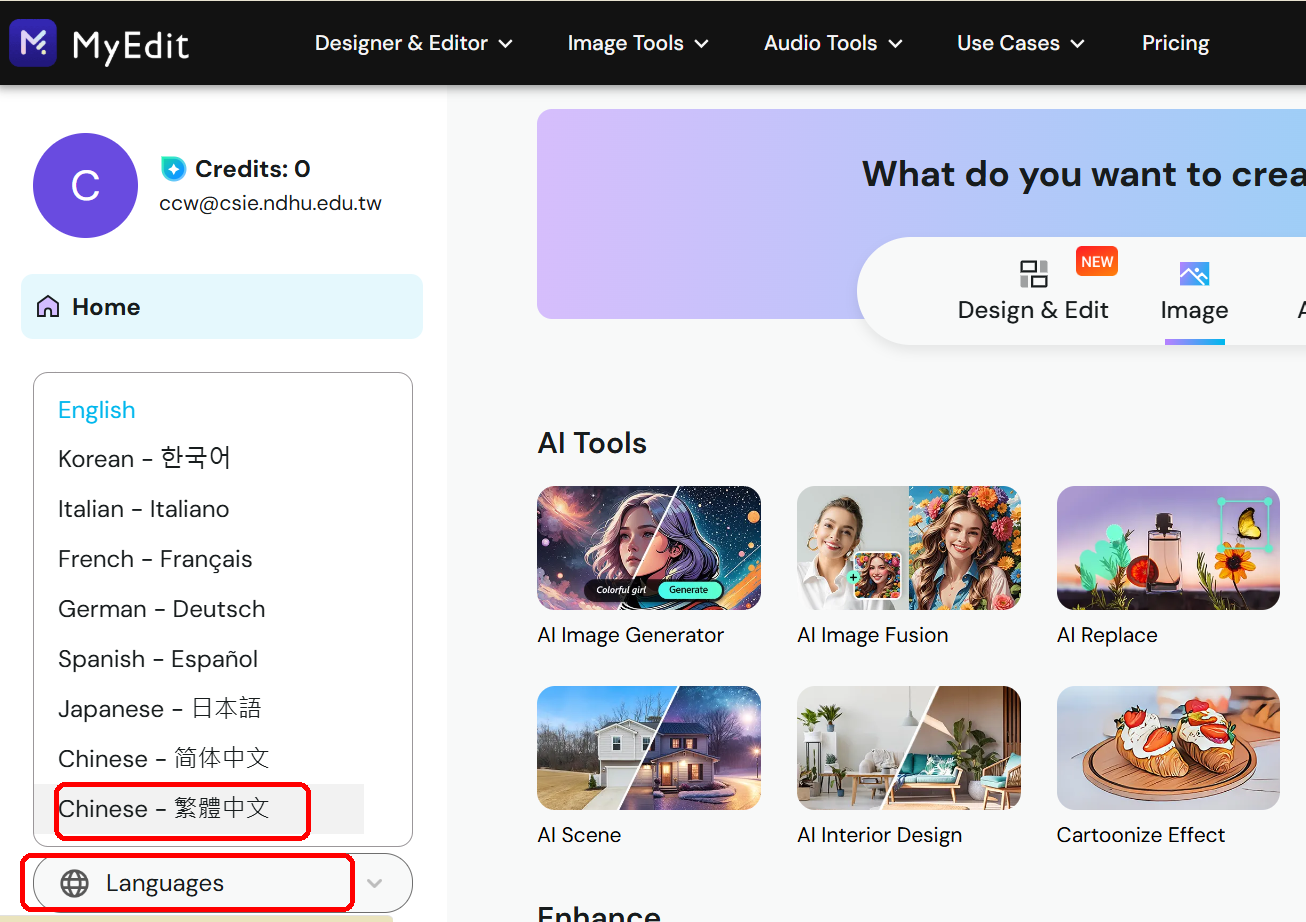 MyEdit
Designer & Editor
Image Tools
Audio Tools
Use Cases
Pricing
C
Credits: 0
ccw@csie.ndhu.edu.tw
Home
English
Korean - 한국어
Italian - Italiano
French - Français
German - Deutsch
Spanish - Español
Japanese - 日本語
Chinese - 简体中文
Chinese - 繁體中文
Languages
What do you want to crea
NEW
Design & Edit
Image
A
AI Tools
Colorful girl
Generate
AI Image Generator
AI Image Fusion
AI Replace
AI Scene
AI Interior Design
Cartoonize Effect
Enhance